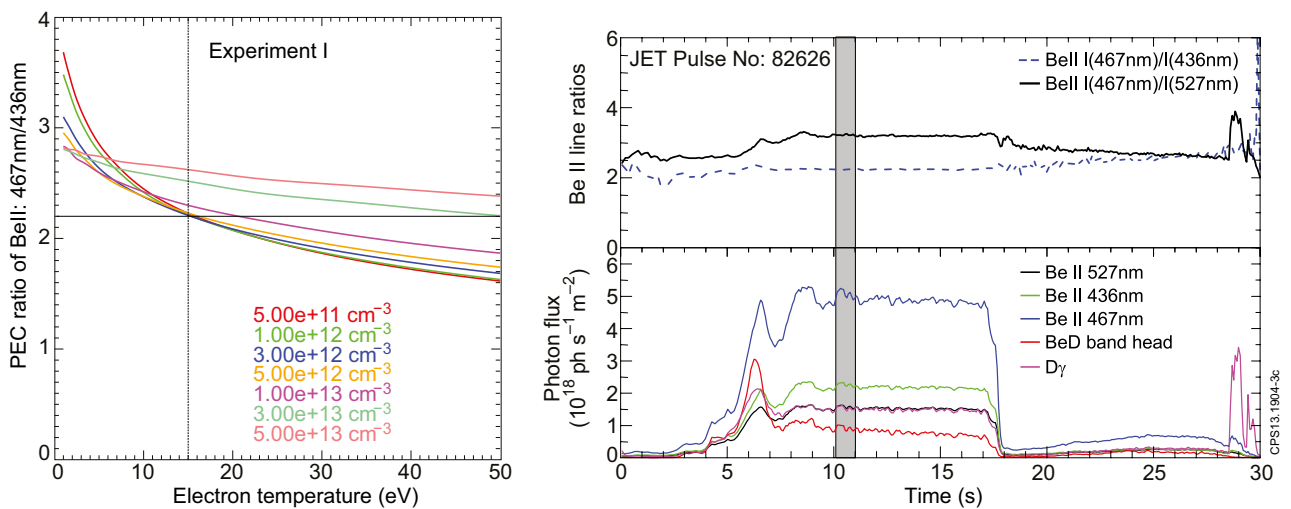 4
3
2
1
0
PEC ratio of BeII: 467nm/436nm
Experiment I
5.00e+11 cm⁻³
1.00e+12 cm⁻³
3.00e+12 cm⁻³
5.00e+12 cm⁻³
1.00e+13 cm⁻³
3.00e+13 cm⁻³
5.00e+13 cm⁻³
0 10 20 30 40 50
Electron temperature (eV)
6
4
2
0
Be II line ratios
JET Pulse No: 82626
BeII I(467nm)/I(436nm)
BeII I(467nm)/I(527nm)
6
5
4
3
2
1
0
Photon flux
(10¹⁸ ph s⁻¹ m⁻²)
Be II 527nm
Be II 436nm
Be II 467nm
BeD band head
Dγ
0 5 10 15 20 25 30
Time (s)
CPS13.1904-3c